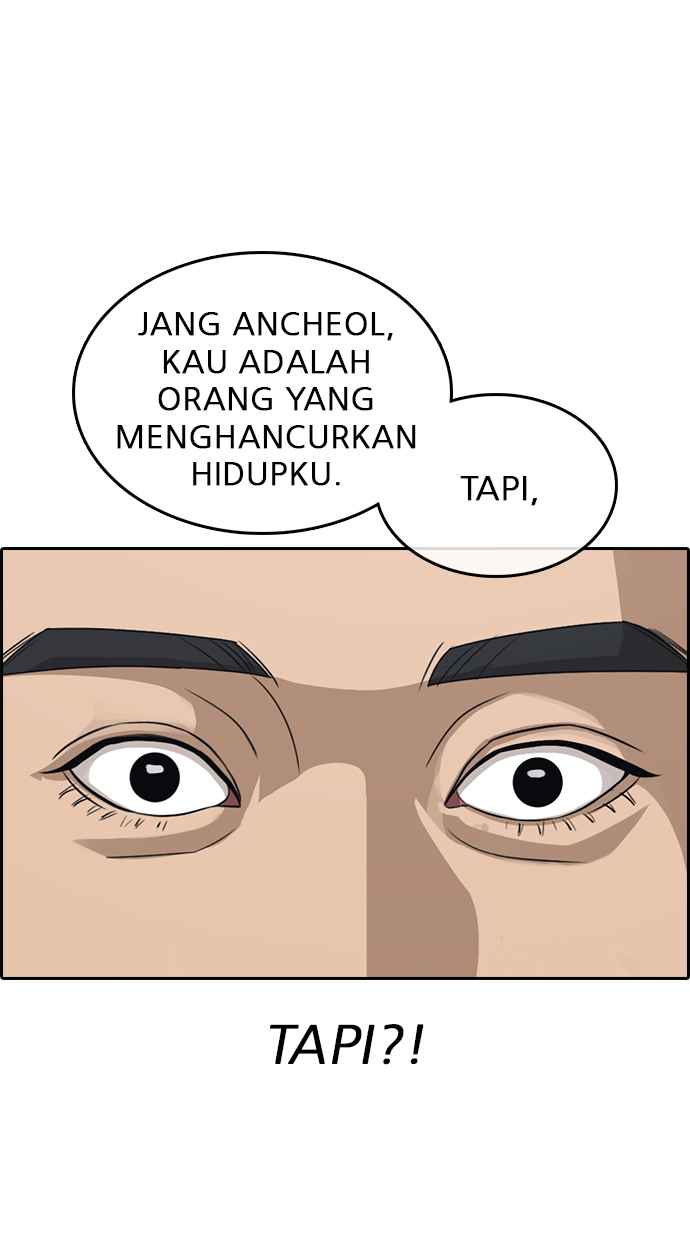 JANG ANCHEOL,
KAU ADALAH
ORANG YANG
MENGHANCURKAN
HIDUPKU.
TAPI,
TAPI?!